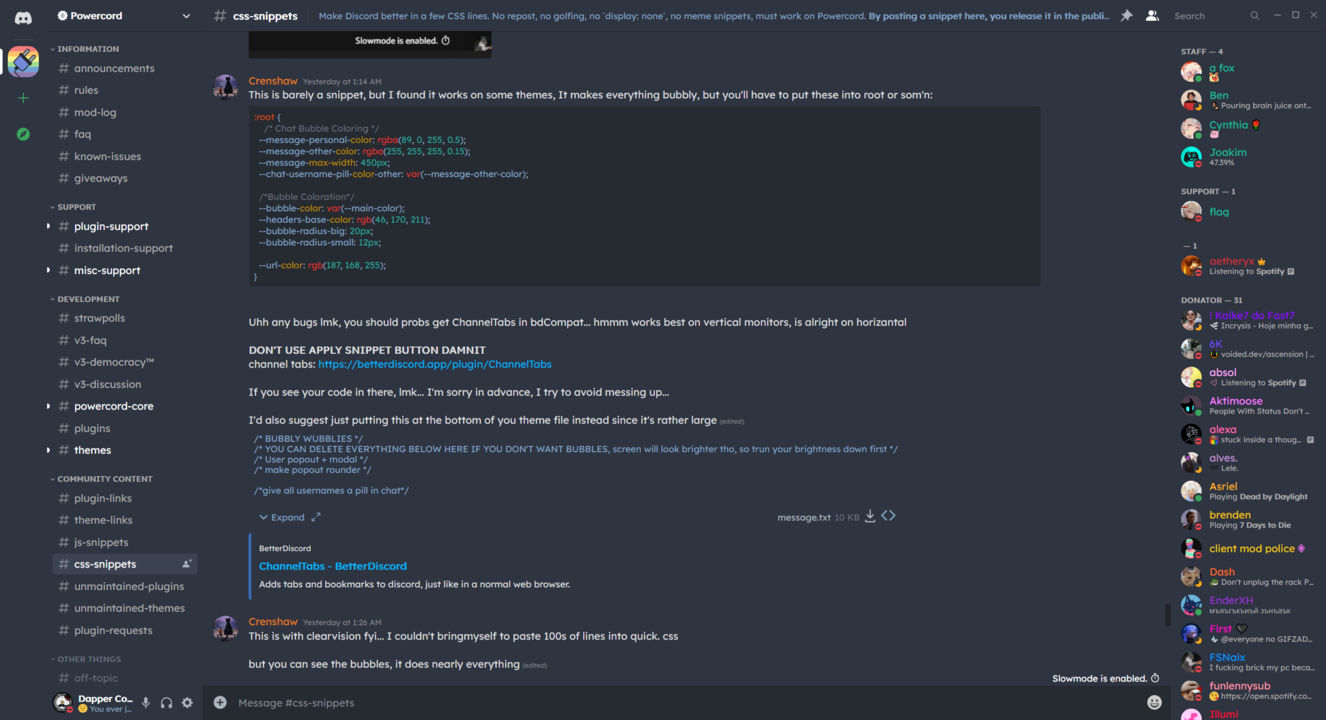 Powercord
css-snippets
Make Discord better in a few CSS lines. No repost, no golfing, no `display: none`, no meme snippets, must work on Powercord. By posting a snippet here, you release it in the publi...
Search
INFORMATION
announcements
rules
mod-log
faq
known-issues
giveaways
SUPPORT
plugin-support
installation-support
misc-support
DEVELOPMENT
strawpolls
v3-faq
v3-democracy™
v3-discussion
powercord-core
plugins
themes
COMMUNITY CONTENT
plugin-links
theme-links
js-snippets
css-snippets
unmaintained-plugins
unmaintained-themes
plugin-requests
OTHER THINGS
off-topic
Dapper Co...
You ever j...
Slowmode is enabled.
Crenshaw Yesterday at 1:14 AM
This is barely a snippet, but I found it works on some themes, It makes everything bubbly, but you'll have to put these into root or som'n:
:root {
/* Chat Bubble Coloring */
--message-personal-color: rgba(89, 0, 255, 0.5);
--message-other-color: rgba(255, 255, 255, 0.15);
--message-max-width: 450px;
--chat-username-pill-color-other: var(--message-other-color);
/*Bubble Coloration*/
--bubble-color: var(--main-color);
--headers-base-color: rgb(46, 170, 211);
--bubble-radius-big: 20px;
--bubble-radius-small: 12px;
--url-color: rgb(187, 168, 255);
}
Uhh any bugs lmk, you should probs get ChannelTabs in bdCompat... hmmm works best on vertical monitors, is alright on horizantal
DON'T USE APPLY SNIPPET BUTTON DAMNIT
channel tabs: https://betterdiscord.app/plugin/ChannelTabs
If you see your code in there, lmk... I'm sorry in advance, I try to avoid messing up...
I'd also suggest just putting this at the bottom of you theme file instead since it's rather large (edited)
/* BUBBLY WUBBLIES */
/* YOU CAN DELETE EVERYTHING BELOW HERE IF YOU DON'T WANT BUBBLES, screen will look brighter tho, so trun your brightness down first */
/* User popout + modal */
/* make popout rounder */
/*give all usernames a pill in chat*/
Expand
message.txt 10 KB
BetterDiscord
ChannelTabs - BetterDiscord
Adds tabs and bookmarks to discord, just like in a normal web browser.
Crenshaw Yesterday at 1:26 AM
This is with clearvision fyi... I couldn't bringmyself to paste 100s of lines into quick. css
but you can see the bubbles, it does nearly everything (edited)
Slowmode is enabled.
Message #css-snippets
STAFF — 4
a fox
Ben
Pouring brain juice ont...
Cynthia
Joakim
47.39%
SUPPORT — 1
flaq
— 1
aetheryx
Listening to Spotify
DONATOR — 31
! Kaike7 do Fast7
Incrysis - Hoje minha g...
6K
voided.dev/ascension | ...
absol
Listening to Spotify
Aktimoose
People With Status Don't ...
alexa
stuck inside a thoug...
alves.
Lele.
Asriel
Playing Dead by Daylight
brenden
Playing 7 Days to Die
client mod police
Dash
Don't unplug the rack P...
EnderXH
First
@everyone no GIFZAD...
FSNaix
I fucking brick my pc beca...
funlennysub
https://open.spotify.co...
Illumi